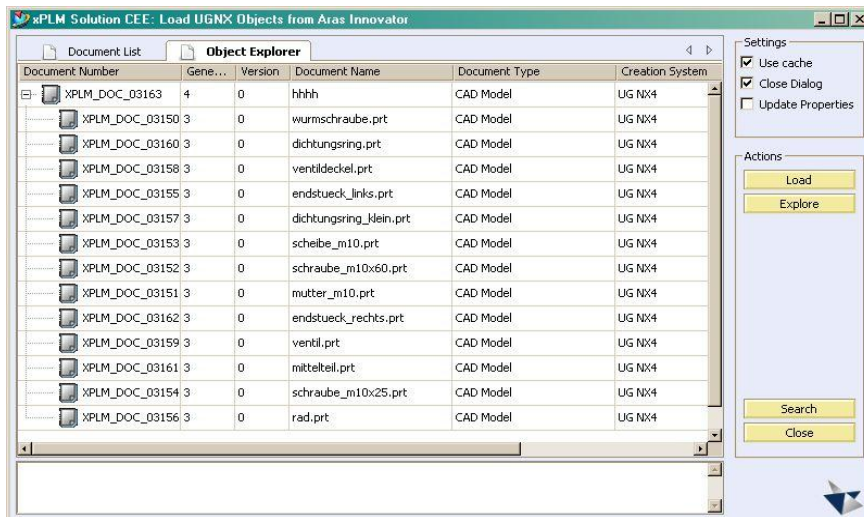 xPLM Solution CEE: Load UGNX Objects from Aras Innovator
Document List Object Explorer
Document Number Gene... Version Document Name Document Type Creation System
XPLM_DOC_03163 4 0 hhhh CAD Model UG NX4
XPLM_DOC_03150 3 0 wurmschraube.prt CAD Model UG NX4
XPLM_DOC_03160 3 0 dichtungsring.prt CAD Model UG NX4
XPLM_DOC_03158 3 0 ventildeckel.prt CAD Model UG NX4
XPLM_DOC_03155 3 0 endstueck_links.prt CAD Model UG NX4
XPLM_DOC_03157 3 0 dichtungsring_klein.prt CAD Model UG NX4
XPLM_DOC_03153 3 0 scheibe_m10.prt CAD Model UG NX4
XPLM_DOC_03152 3 0 schraube_m10x60.prt CAD Model UG NX4
XPLM_DOC_03151 3 0 mutter_m10.prt CAD Model UG NX4
XPLM_DOC_03162 3 0 endstueck_rechts.prt CAD Model UG NX4
XPLM_DOC_03159 3 0 ventil.prt CAD Model UG NX4
XPLM_DOC_03161 3 0 mittelteil.prt CAD Model UG NX4
XPLM_DOC_03154 3 0 schraube_m10x25.prt CAD Model UG NX4
XPLM_DOC_03156 3 0 rad.prt CAD Model UG NX4
Settings
Use cache
Close Dialog
Update Properties
Actions
Load
Explore
Search
Close